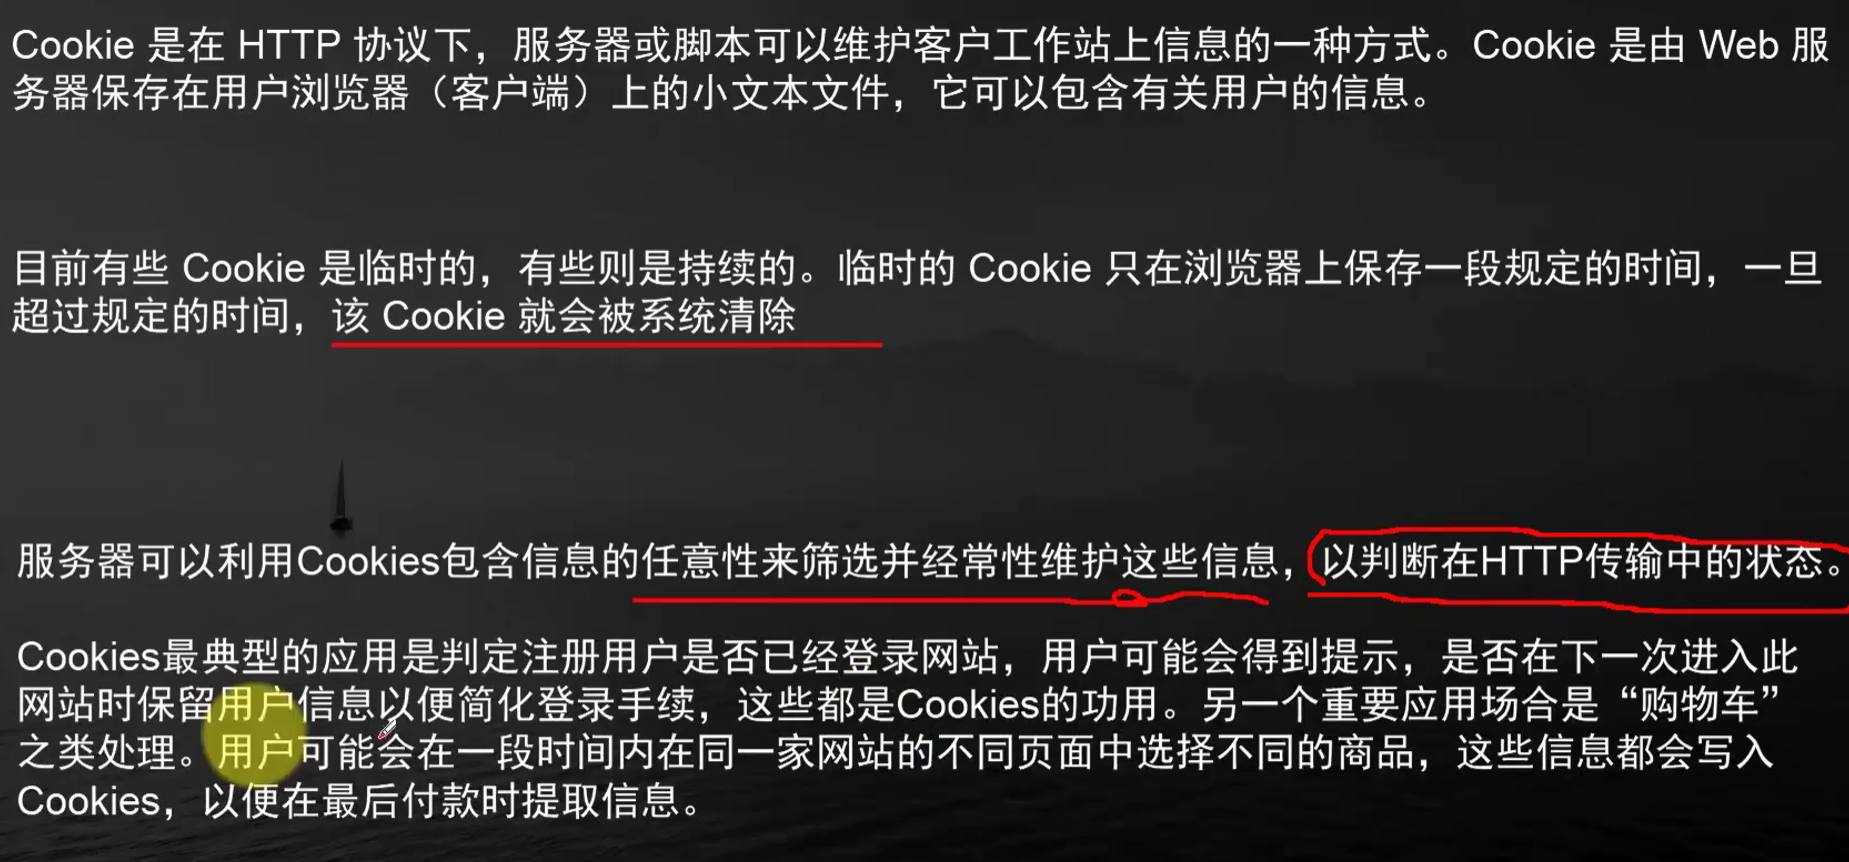 Cookie 是在 HTTP 协议下，服务器或脚本可以维护客户工作站上信息的一种方式。Cookie 是由 Web 服
务器保存在用户浏览器（客户端）上的小文本文件，它可以包含有关用户的信息。
目前有些 Cookie 是临时的，有些则是持续的。临时的 Cookie 只在浏览器上保存一段规定的时间，一旦
超过规定的时间，该 Cookie 就会被系统清除
服务器可以利用Cookies包含信息的任意性来筛选并经常性维护这些信息，以判断在HTTP传输中的状态。
Cookies最典型的应用是判定注册用户是否已经登录网站，用户可能会得到提示，是否在下一次进入此
网站时保留用户信息以便简化登录手续，这些都是Cookies的功用。另一个重要应用场合是“购物车”
之类处理。用户可能会在一段时间内在同一家网站的不同页面中选择不同的商品，这些信息都会写入
Cookies，以便在最后付款时提取信息。